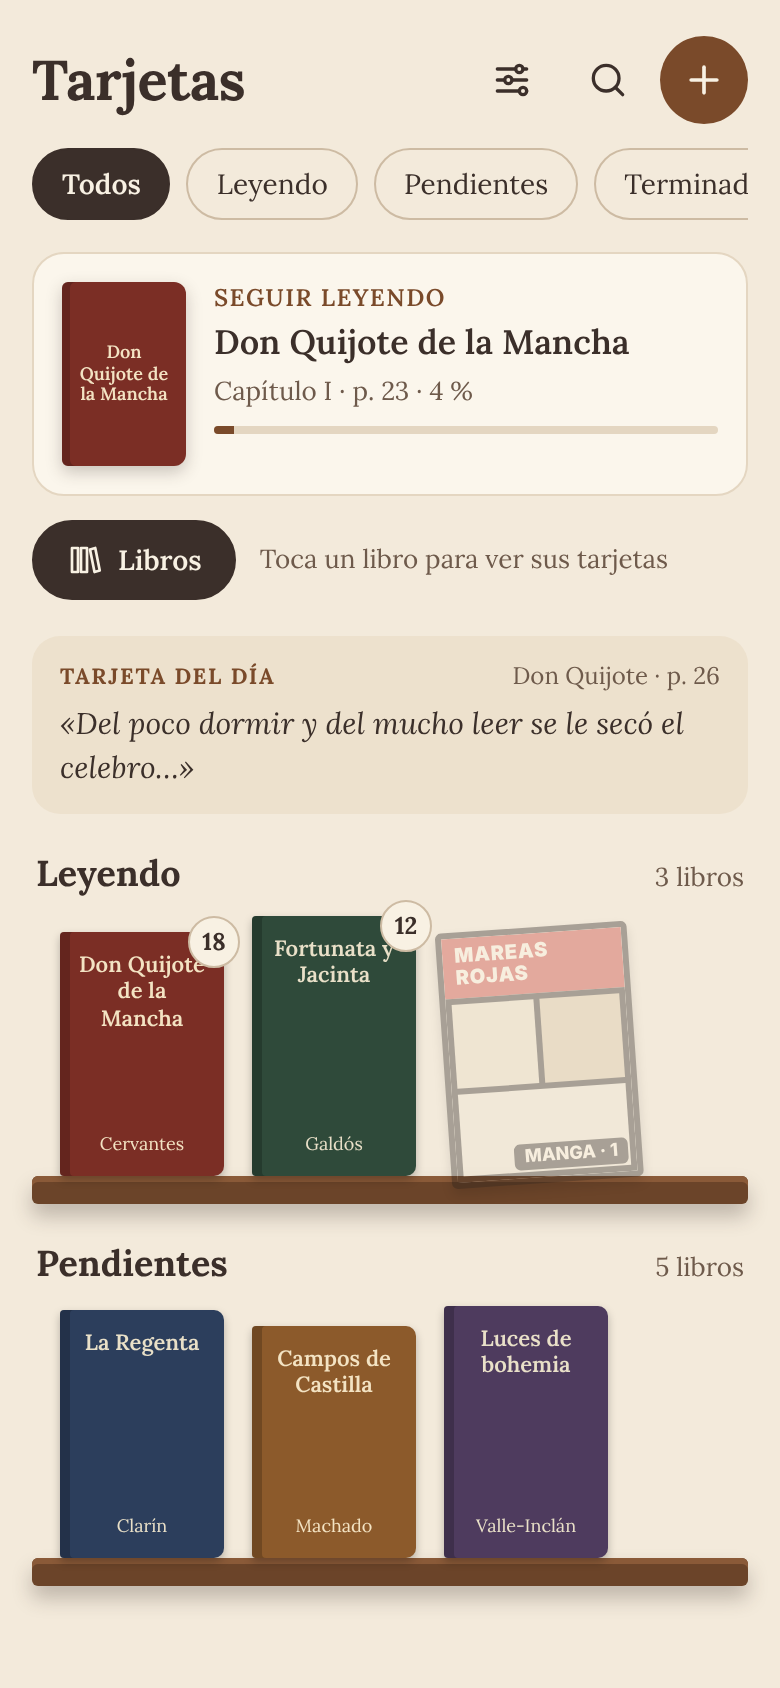 Tarjetas
Todos
Leyendo
Pendientes
Terminad
Don
Quijote de
la Mancha
SEGUIR LEYENDO
Don Quijote de la Mancha
Capítulo I · p. 23 · 4 %
Libros
Toca un libro para ver sus tarjetas
TARJETA DEL DÍA
Don Quijote · p. 26
«Del poco dormir y del mucho leer se le secó el
celebro...»
Leyendo
3 libros
18
Don Quijote
de la
Mancha
Cervantes
12
Fortunata y
Jacinta
Galdós
MAREAS
ROJAS
MANGA · 1
Pendientes
5 libros
La Regenta
Clarín
Campos de
Castilla
Machado
Luces de
bohemia
Valle-Inclán